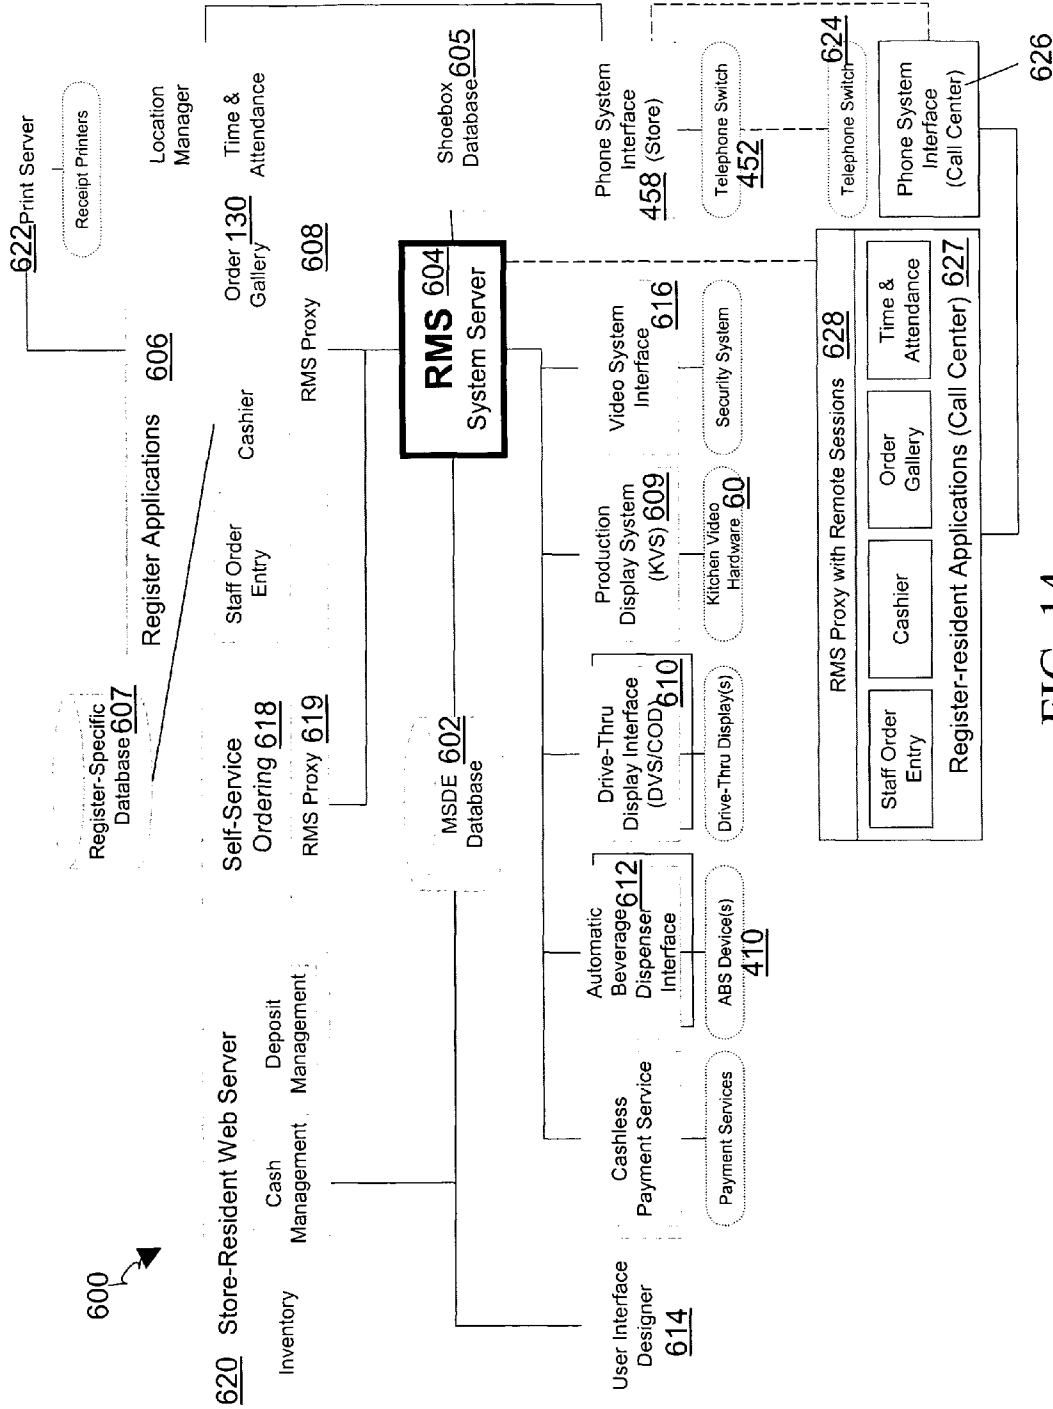 600
622 Print Server
Receipt Printers
Register-Specific
Database 607
Register Applications 606
Location
Manager
620 Store-Resident Web Server
Inventory
Cash
Management
Deposit
Management
Self-Service
Ordering 618
RMS Proxy 619
Staff Order
Entry
Cashier
Order 130
Gallery
Time &
Attendance
RMS Proxy 608
MSDE 602
Database
RMS 604
System Server
Shoebox
Database 605
User Interface
Designer
614
Cashless
Payment Service
Payment Services
Automatic
Beverage 612
Dispenser
Interface
ABS Device(s)
410
Drive-Thru
Display Interface
(DVS/COD) 610
Drive-Thru Display(s)
Production
Display System
(KVS) 609
Kitchen Video
Hardware 60
Video System
Interface 616
Security System
Phone System
Interface
458 (Store)
Telephone Switch
452
624
Telephone Switch
Phone System
Interface
(Call Center)
626
RMS Proxy with Remote Sessions 628
Staff Order
Entry
Cashier
Order
Gallery
Time &
Attendance
Register-resident Applications (Call Center) 627
FIG. 14